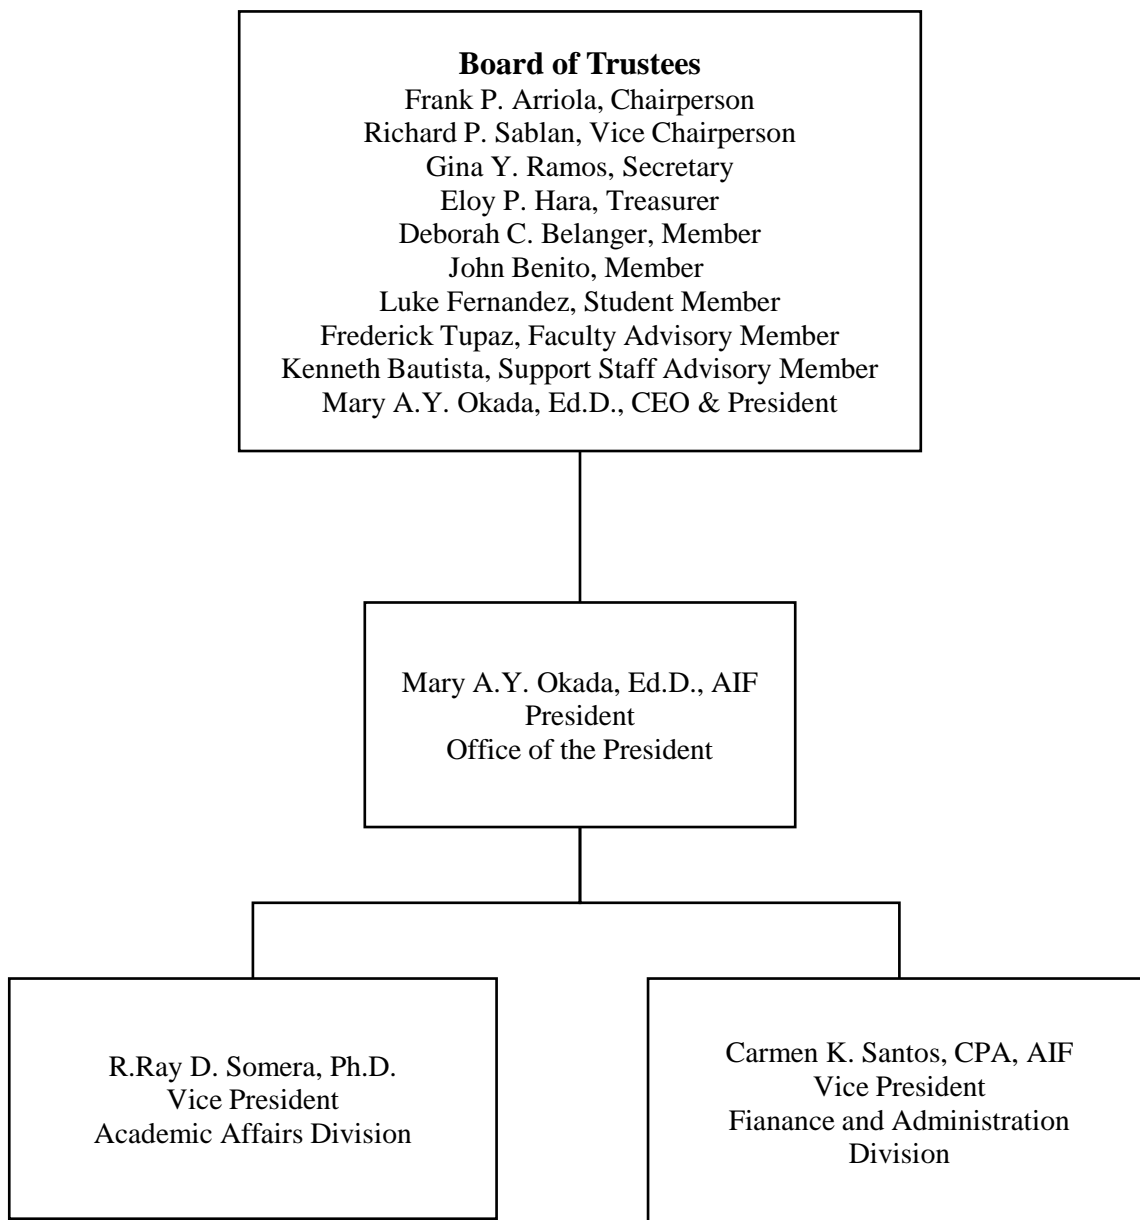 Board of Trustees
Frank P. Arriola, Chairperson
Richard P. Sablan, Vice Chairperson
Gina Y. Ramos, Secretary
Eloy P. Hara, Treasurer
Deborah C. Belanger, Member
John Benito, Member
Luke Fernandez, Student Member
Frederick Tupaz, Faculty Advisory Member
Kenneth Bautista, Support Staff Advisory Member
Mary A.Y. Okada, Ed.D., CEO & President
Mary A.Y. Okada, Ed.D., AIF
President
Office of the President
R.Ray D. Somera, Ph.D.
Vice President
Academic Affairs Division
Carmen K. Santos, CPA, AIF
Vice President
Fianance and Administration
Division